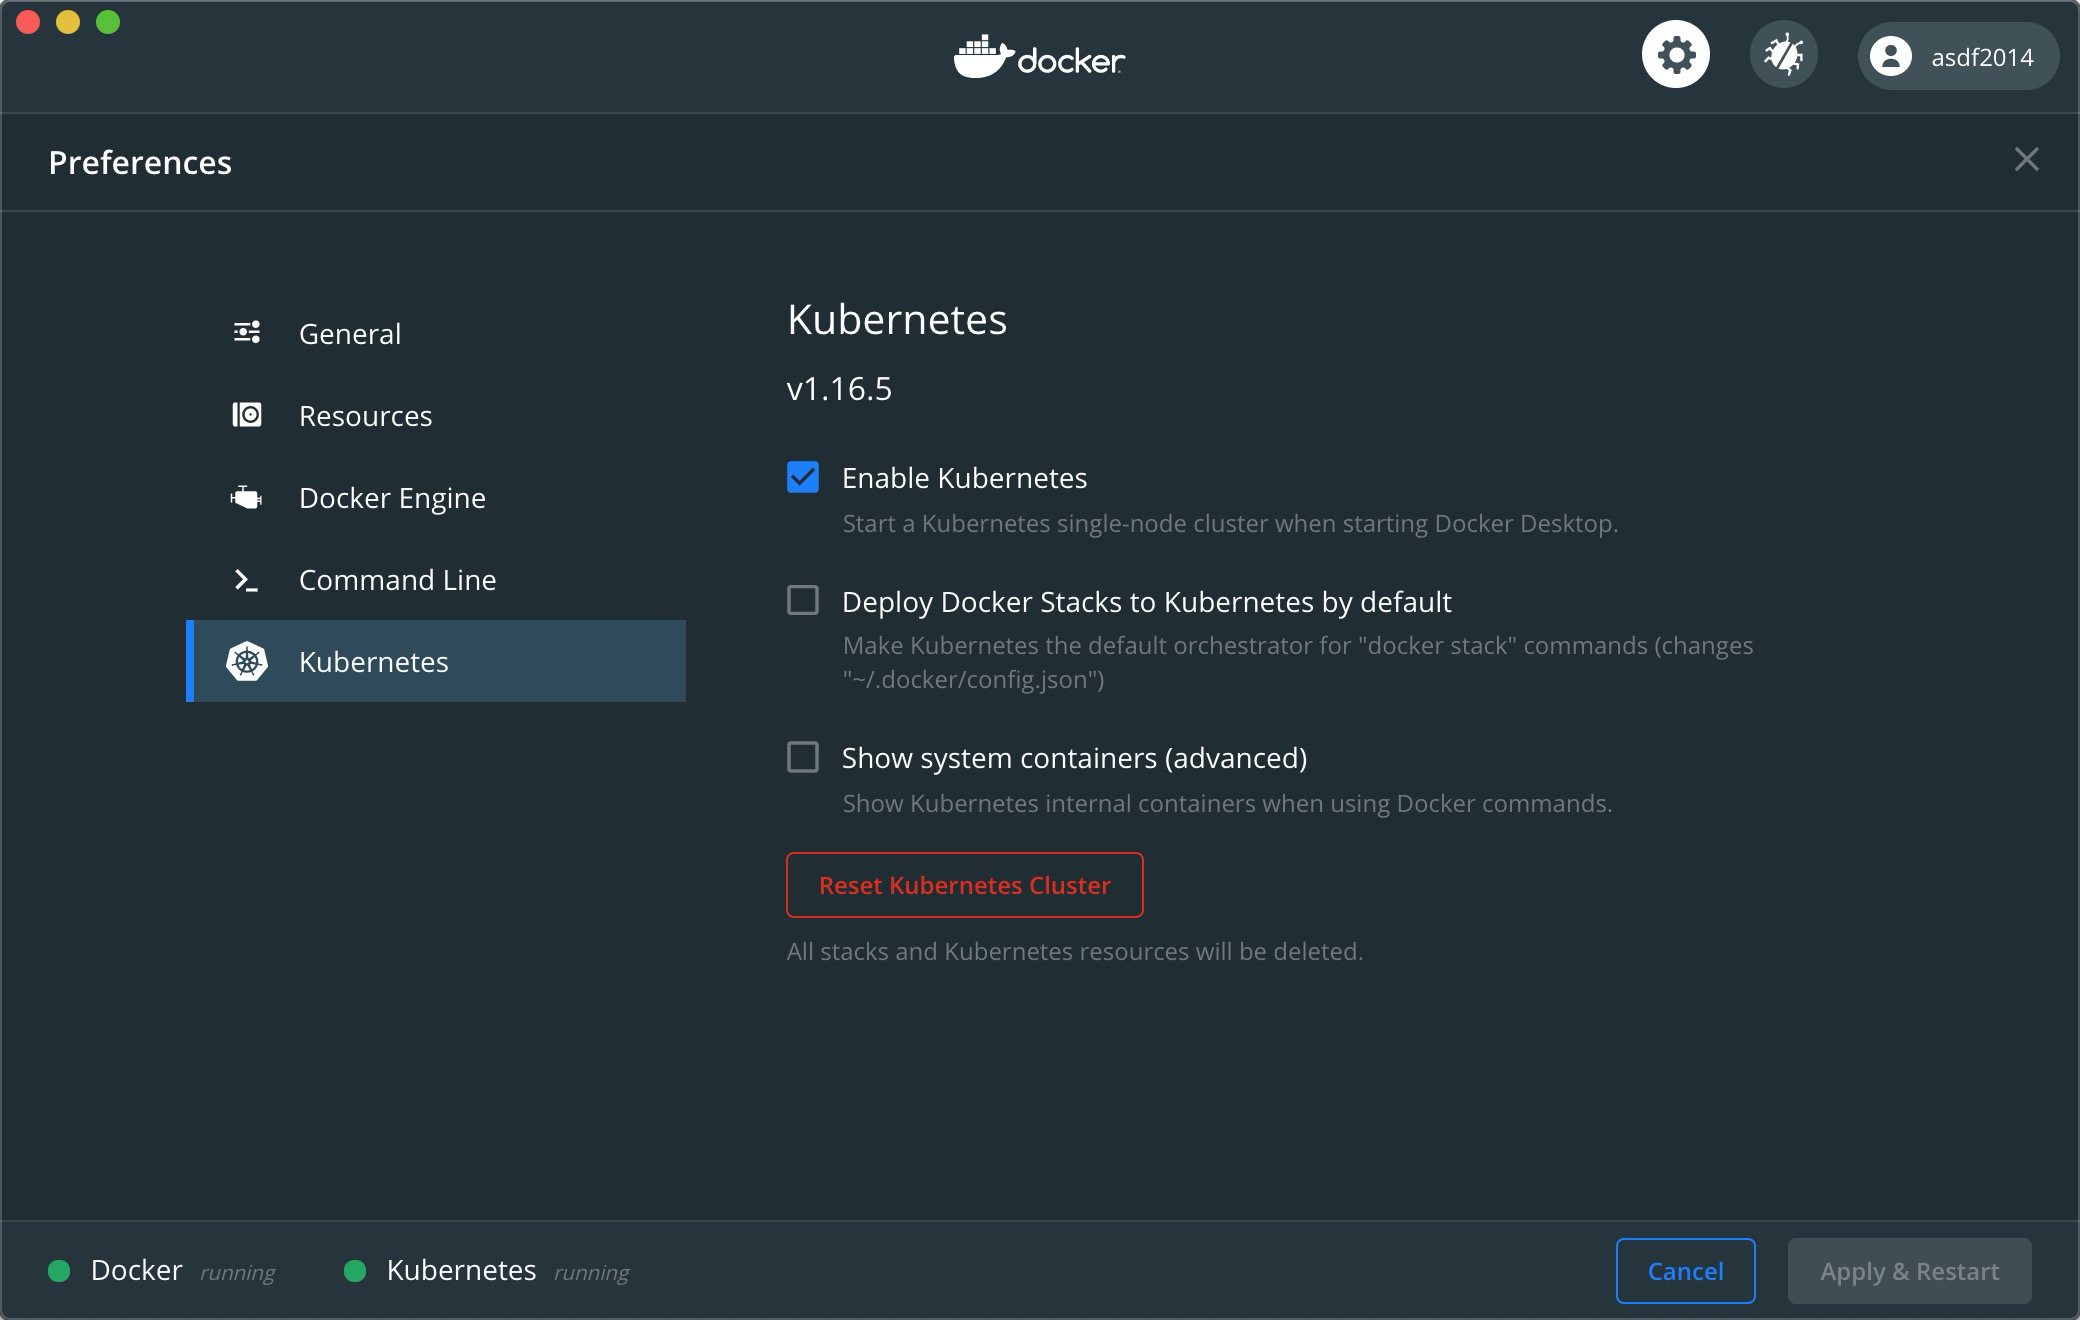 docker
asdf2014
Preferences
General
Resources
Docker Engine
Command Line
Kubernetes
Kubernetes
v1.16.5
Enable Kubernetes
Start a Kubernetes single-node cluster when starting Docker Desktop.
Deploy Docker Stacks to Kubernetes by default
Make Kubernetes the default orchestrator for "docker stack" commands (changes
"~/.docker/config.json")
Show system containers (advanced)
Show Kubernetes internal containers when using Docker commands.
Reset Kubernetes Cluster
All stacks and Kubernetes resources will be deleted.
Docker running Kubernetes running
Cancel
Apply & Restart